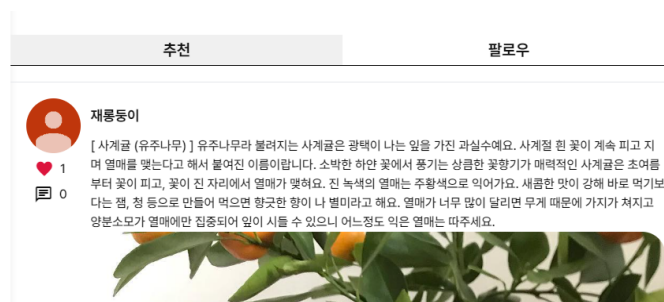 추천
팔로우
재롱둥이
[ 사계귤 (유주나무) ] 유주나무라 불려지는 사계귤은 광택이 나는 잎을 가진 과실수예요. 사계절 흰 꽃이 계속 피고 지
며 열매를 맺는다고 해서 붙여진 이름이랍니다. 소박한 하얀 꽃에서 풍기는 상큼한 꽃향기가 매력적인 사계귤은 초여름
부터 꽃이 피고, 꽃이 진 자리에서 열매가 맺혀요. 진 녹색의 열매는 주황색으로 익어가요. 새콤한 맛이 강해 바로 먹기보
다는 잼, 청 등으로 만들어 먹으면 향긋한 향이 나 별미라고 해요. 열매가 너무 많이 달리면 무게 때문에 가지가 쳐지고
양분소모가 열매에만 집중되어 잎이 시들 수 있으니 어느정도 익은 열매는 따주세요.
1
0